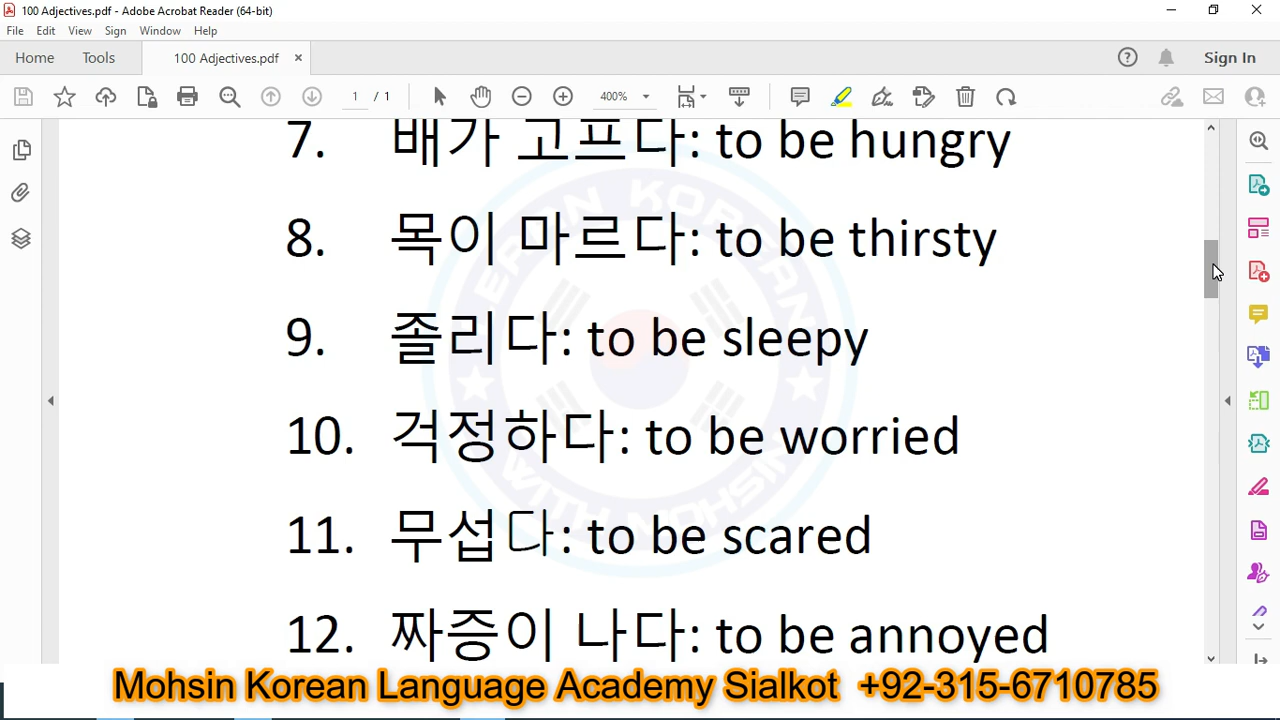 100 Adjectives.pdf - Adobe Acrobat Reader (64-bit)
File Edit View Sign Window Help
Home Tools 100 Adjectives.pdf × Sign In
1 / 1 400%
7. 배가 고프다: to be hungry
8. 목이 마르다: to be thirsty
9. 졸리다: to be sleepy
10. 걱정하다: to be worried
11. 무섭다: to be scared
12. 짜증이 나다: to be annoyed
KOREAN
WITH MOHSIN
Mohsin Korean Language Academy Sialkot +92-315-6710785